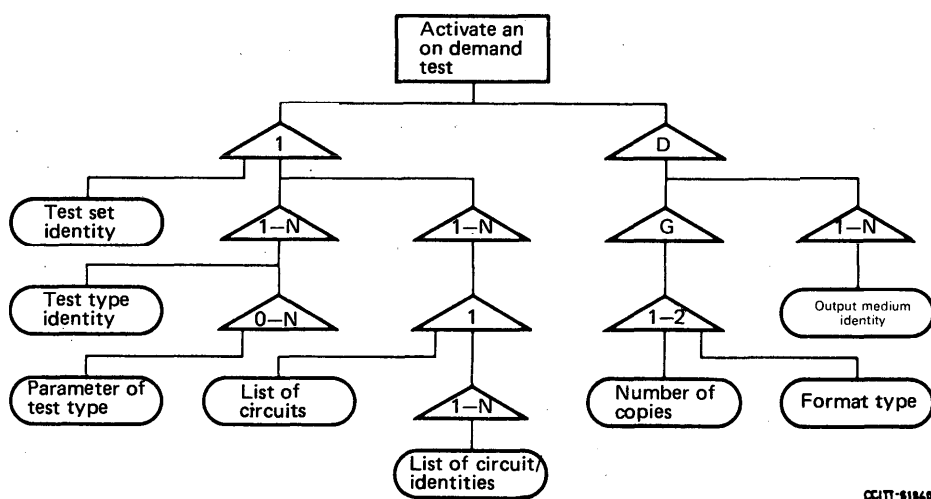 Activate an
on demand
test
1
D
Test set
identity
1–N
1–N
G
1–N
Test type
identity
0–N
1
1–2
Output medium
identity
Parameter of
test type
List of
circuits
1–N
Number of
copies
Format type
List of circuit/
identities